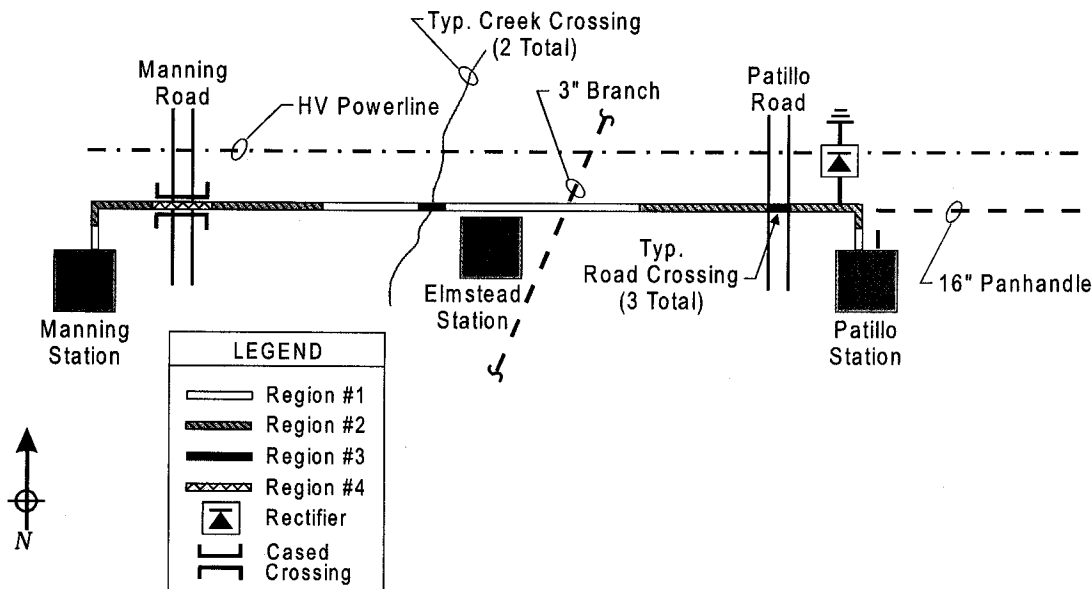 Typ. Creek Crossing
(2 Total)
Manning
Road
HV Powerline
3" Branch
Patillo
Road
Typ.
Road Crossing
(3 Total)
16" Panhandle
Elmstead
Station
Manning
Station
Patillo
Station
LEGEND
Region #1
Region #2
Region #3
Region #4
Rectifier
Cased
Crossing
N